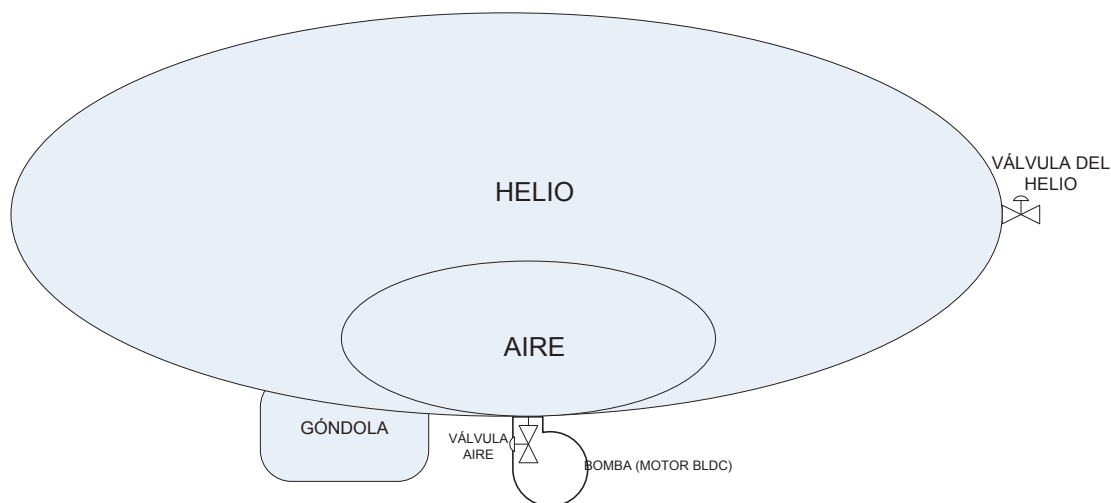 VÁLVULA DEL
HELIO
HELIO
AIRE
GÓNDOLA
VÁLVULA
AIRE
BOMBA (MOTOR BLDC)